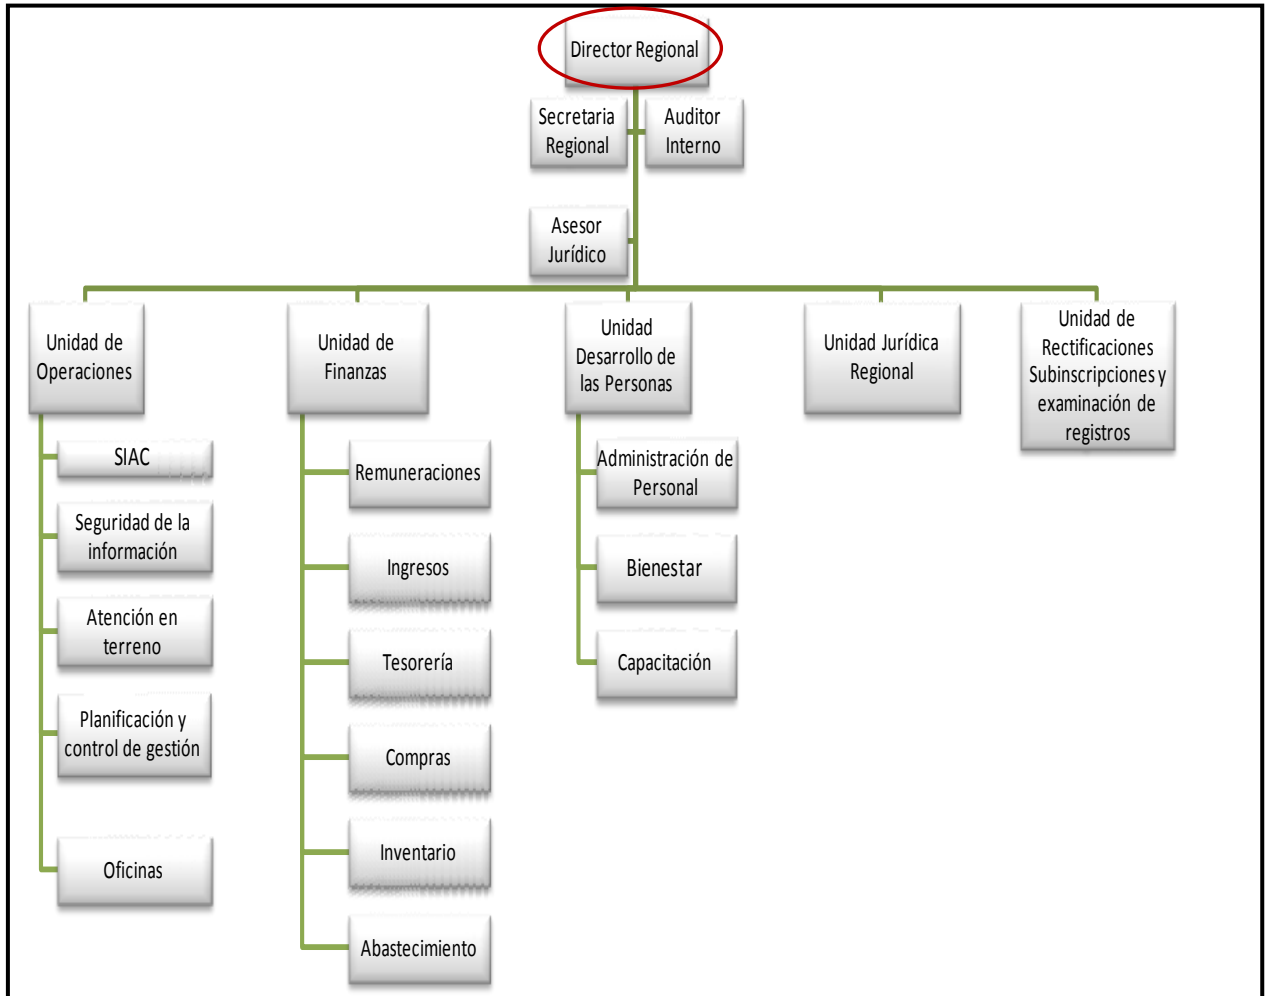 Director Regional
Secretaria
Regional
Auditor
Interno
Asesor
Jurídico
Unidad de
Operaciones
Unidad de
Finanzas
Unidad
Desarrollo de
las Personas
Unidad Jurídica
Regional
Unidad de
Rectificaciones
Subinscripciones y
examinación de
registros
SIAC
Seguridad de la
información
Atención en
terreno
Planificación y
control de gestión
Oficinas
Remuneraciones
Ingresos
Tesorería
Compras
Inventario
Abastecimiento
Administración de
Personal
Bienestar
Capacitación